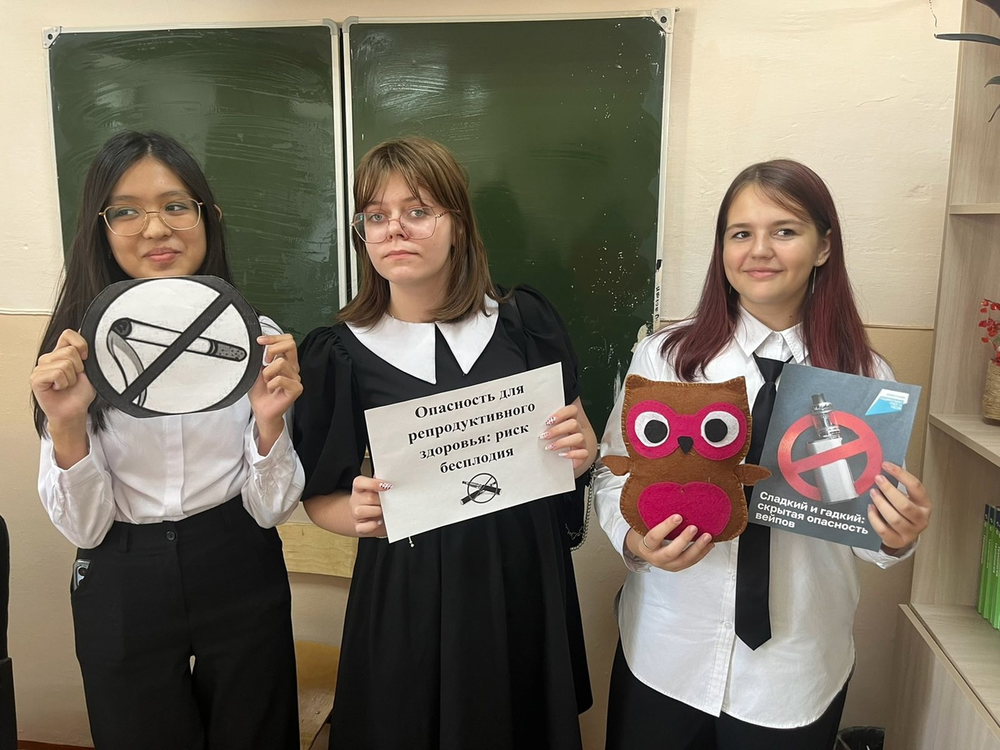 Опасность для
репродуктивного
здоровья: риск
бесплодия
Сладкий и гадкий:
скрытая опасность
вейпов